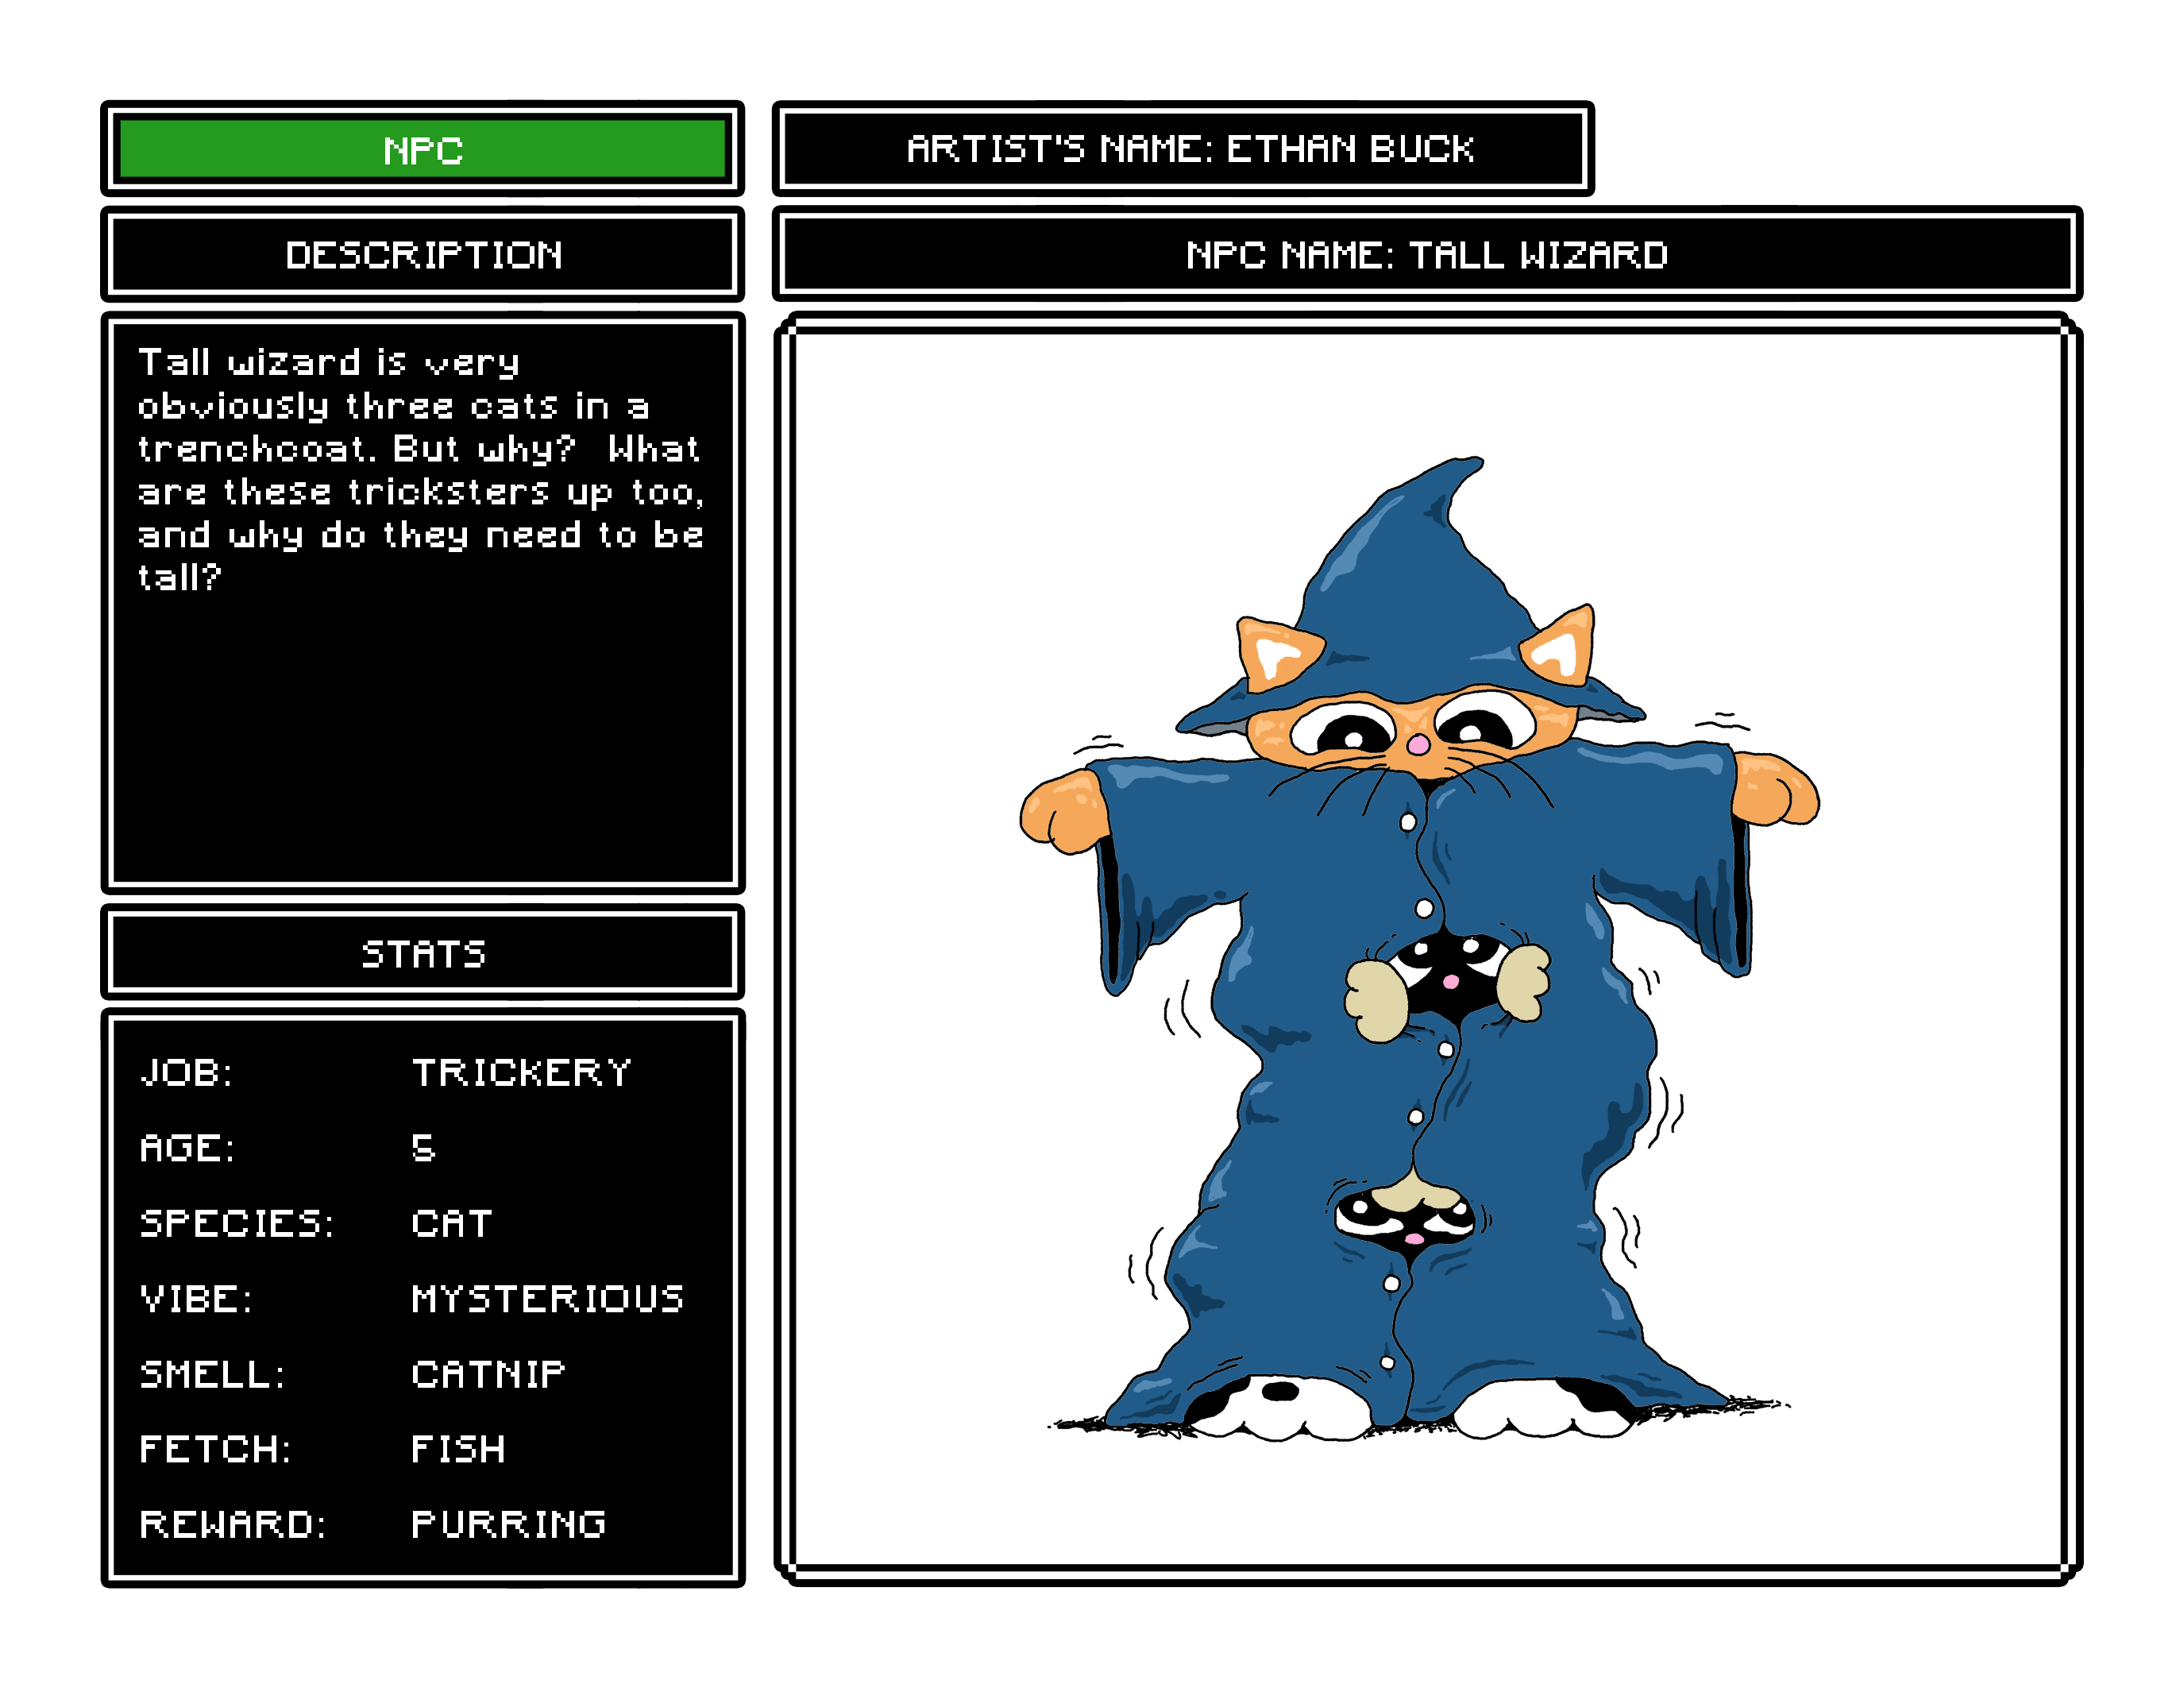 NPC
ARTIST'S NAME: ETHAN BUCK
DESCRIPTION
NPC NAME: TALL WIZARD
Tall wizard is very
obviously three cats in a
trenchcoat. But why?  What
are these tricksters up too,
and why do they need to be
tall?
STATS
JOB: TRICKERY
AGE: 5
SPECIES: CAT
VIBE: MYSTERIOUS
SMELL: CATNIP
FETCH: FISH
REWARD: PURRING